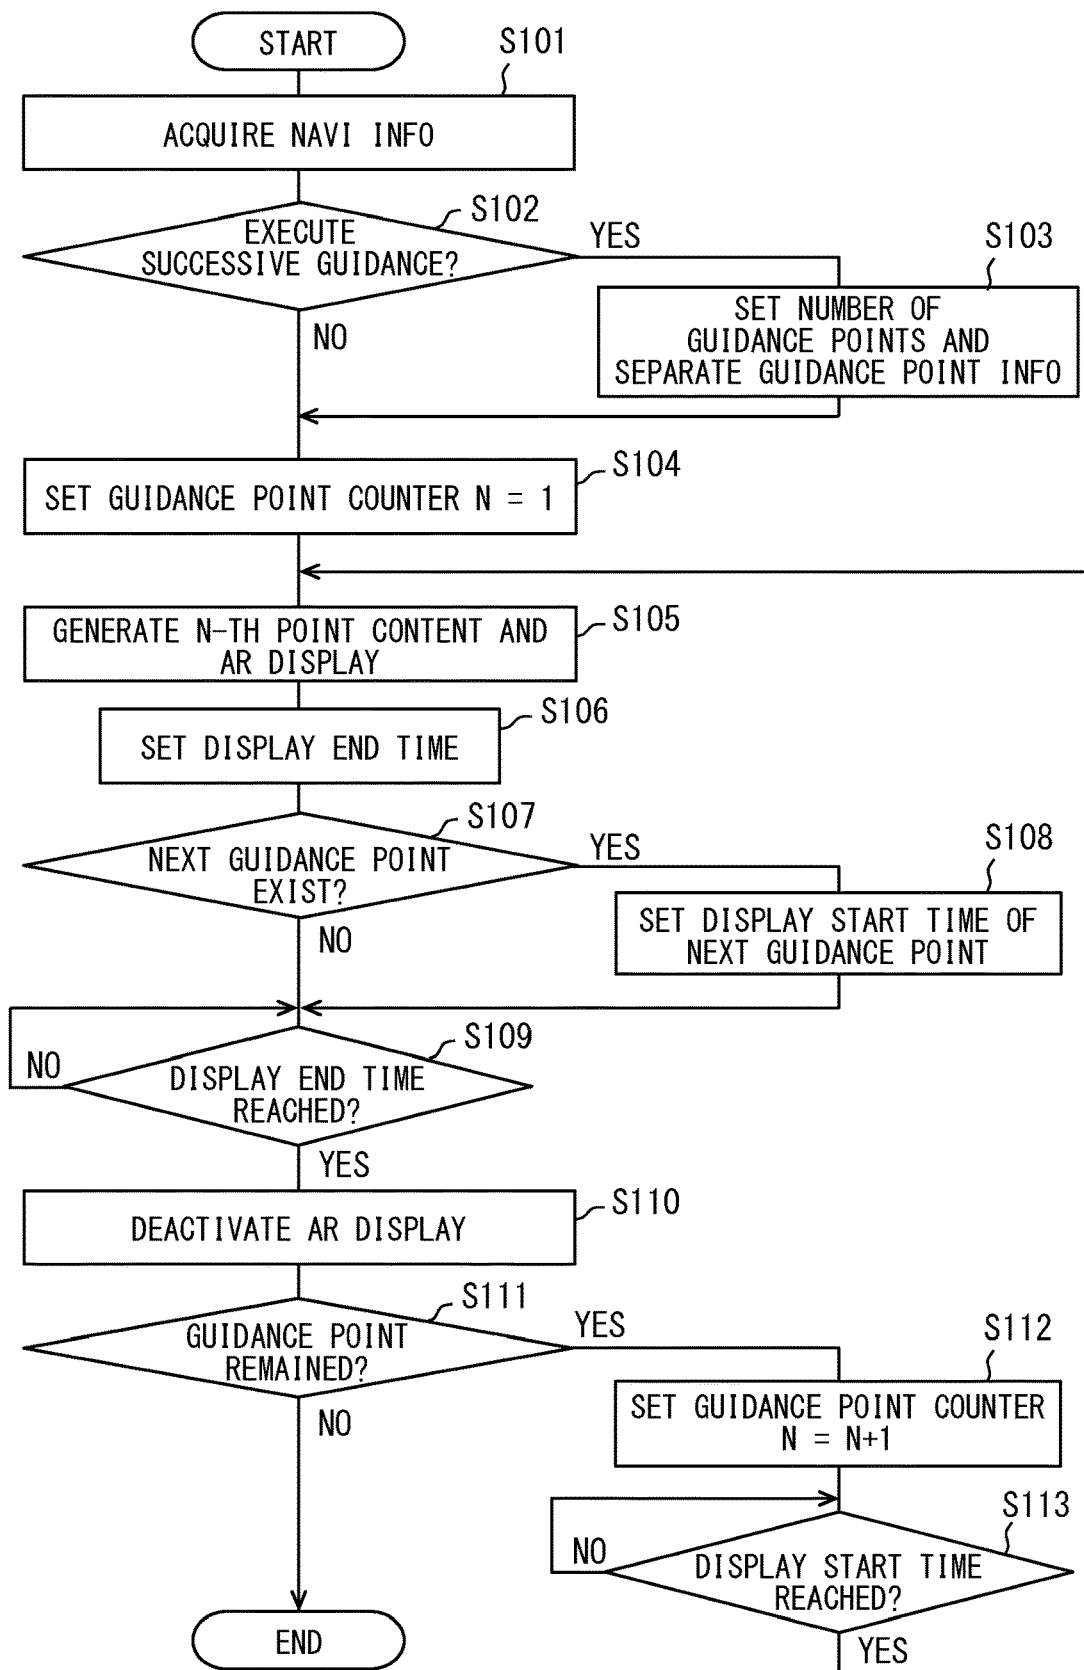 START
S101
ACQUIRE NAVI INFO
S102
EXECUTE
SUCCESSIVE GUIDANCE?
YES
NO
S103
SET NUMBER OF
GUIDANCE POINTS AND
SEPARATE GUIDANCE POINT INFO
S104
SET GUIDANCE POINT COUNTER N = 1
S105
GENERATE N-TH POINT CONTENT AND
AR DISPLAY
S106
SET DISPLAY END TIME
S107
NEXT GUIDANCE POINT
EXIST?
YES
NO
S108
SET DISPLAY START TIME OF
NEXT GUIDANCE POINT
S109
NO
DISPLAY END TIME
REACHED?
YES
S110
DEACTIVATE AR DISPLAY
S111
GUIDANCE POINT
REMAINED?
YES
NO
S112
SET GUIDANCE POINT COUNTER
N = N+1
S113
NO
DISPLAY START TIME
REACHED?
YES
END